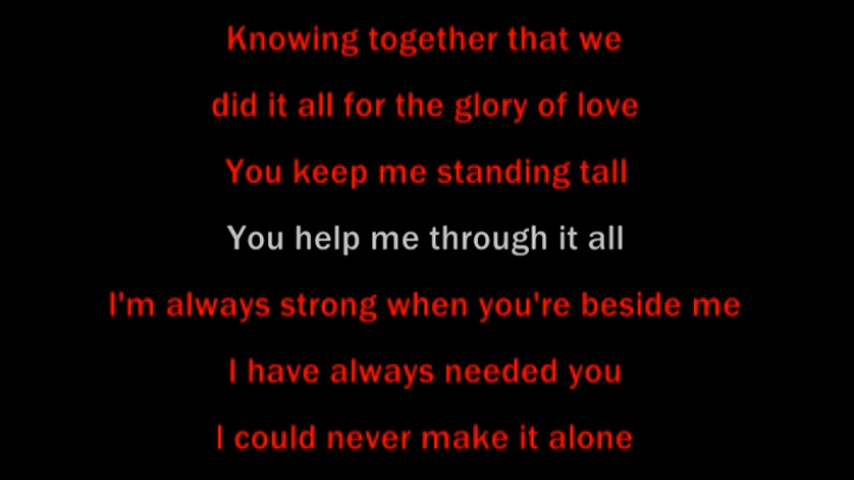 Knowing together that we
did it all for the glory of love
You keep me standing tall
You help me through it all
I'm always strong when you're beside me
I have always needed you
I could never make it alone